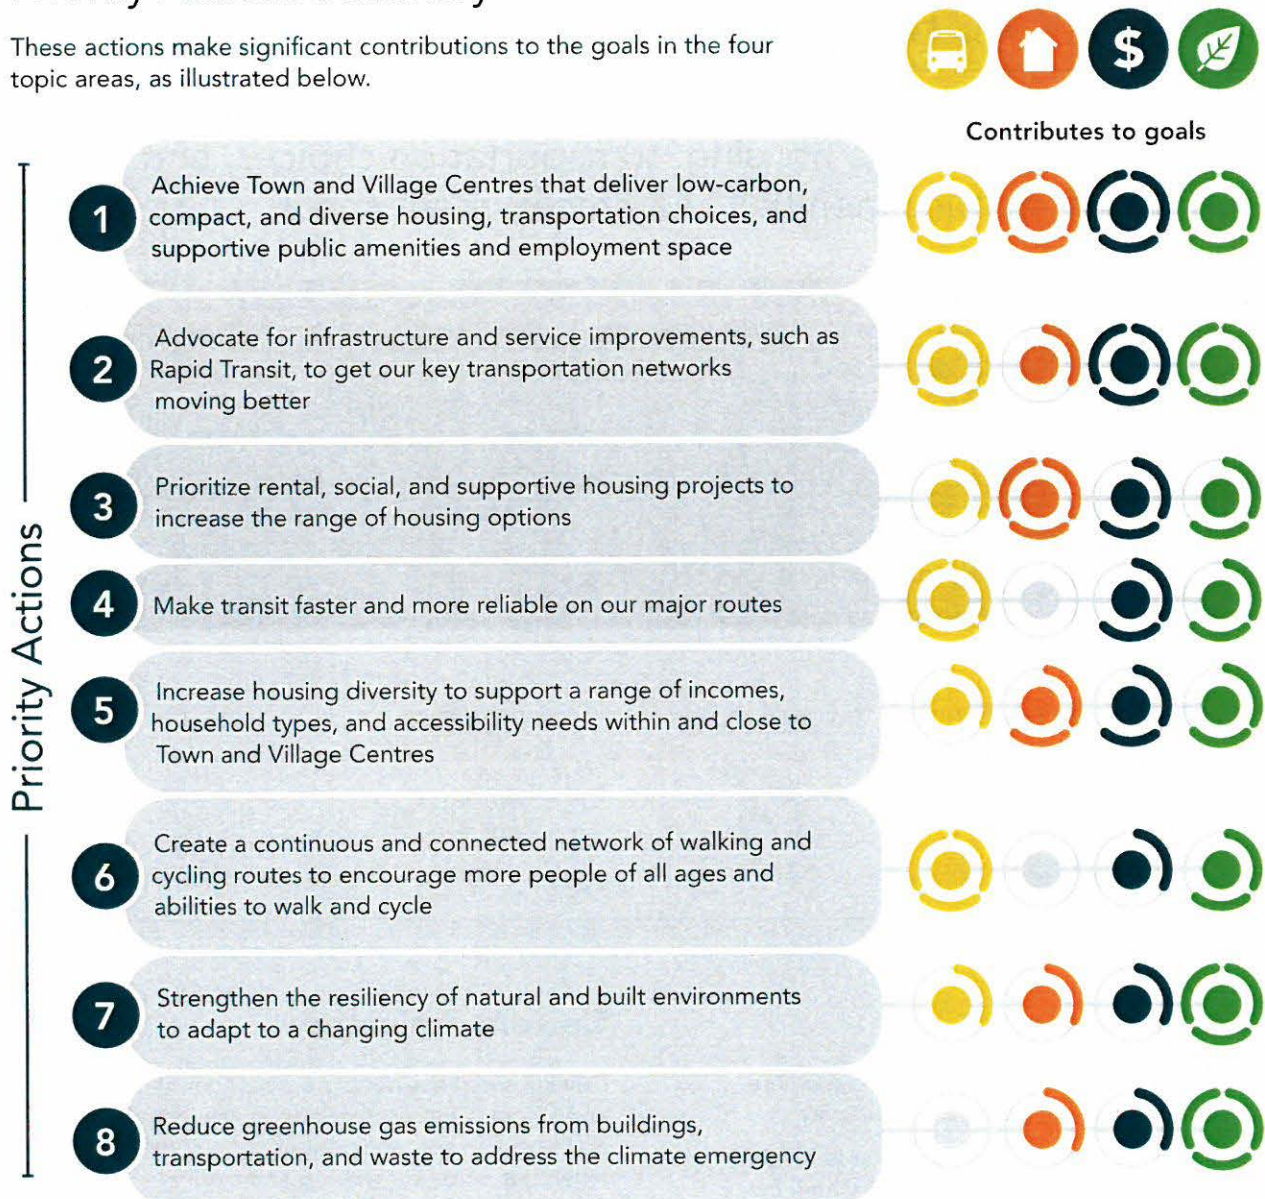 These actions make significant contributions to the goals in the four
topic areas, as illustrated below.
$
Contributes to goals
Priority Actions
1
Achieve Town and Village Centres that deliver low-carbon,
compact, and diverse housing, transportation choices, and
supportive public amenities and employment space
2
Advocate for infrastructure and service improvements, such as
Rapid Transit, to get our key transportation networks
moving better
3
Prioritize rental, social, and supportive housing projects to
increase the range of housing options
4
Make transit faster and more reliable on our major routes
5
Increase housing diversity to support a range of incomes,
household types, and accessibility needs within and close to
Town and Village Centres
6
Create a continuous and connected network of walking and
cycling routes to encourage more people of all ages and
abilities to walk and cycle
7
Strengthen the resiliency of natural and built environments
to adapt to a changing climate
8
Reduce greenhouse gas emissions from buildings,
transportation, and waste to address the climate emergency